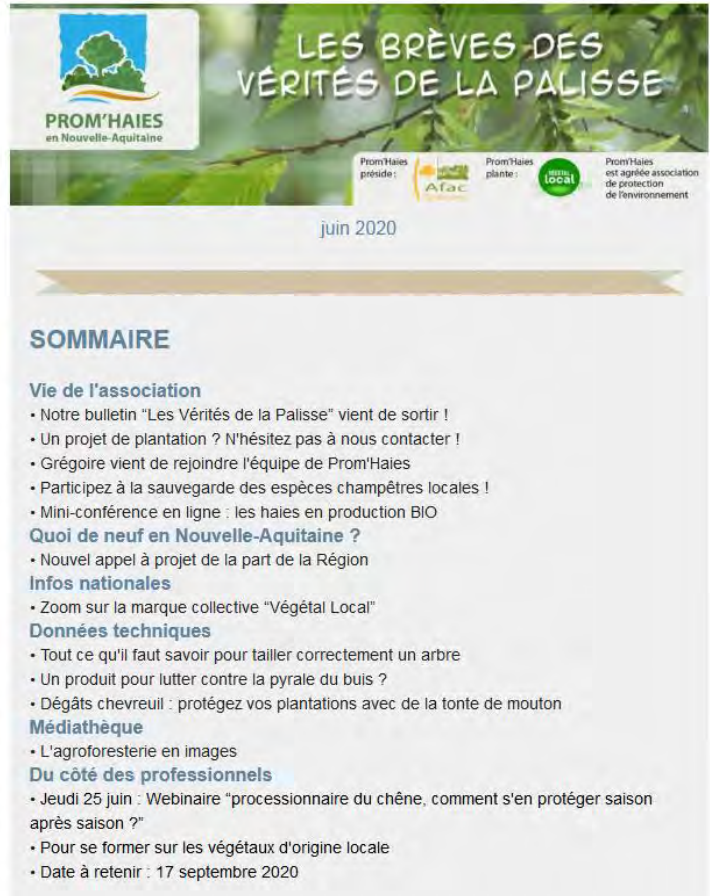 LES BRÈVES DES
VÉRITÉS DE LA PALISSE
PROM'HAIES
en Nouvelle-Aquitaine
Prom'Haies
préside :
Afac
Prom'Haies
plante :
local
Prom'Haies
est agréée association
de protection
de l'environnement
juin 2020
SOMMAIRE
Vie de l'association
• Notre bulletin “Les Vérités de la Palisse” vient de sortir !
• Un projet de plantation ? N'hésitez pas à nous contacter !
• Grégoire vient de rejoindre l'équipe de Prom'Haies
• Participez à la sauvegarde des espèces champêtres locales !
• Mini-conférence en ligne : les haies en production BIO
Quoi de neuf en Nouvelle-Aquitaine ?
• Nouvel appel à projet de la part de la Région
Infos nationales
• Zoom sur la marque collective “Végétal Local”
Données techniques
• Tout ce qu'il faut savoir pour tailler correctement un arbre
• Un produit pour lutter contre la pyrale du buis ?
• Dégâts chevreuil : protégez vos plantations avec de la tonte de mouton
Médiathèque
• L'agroforesterie en images
Du côté des professionnels
• Jeudi 25 juin : Webinaire “processionnaire du chêne, comment s'en protéger saison
après saison ?”
• Pour se former sur les végétaux d'origine locale
• Date à retenir : 17 septembre 2020